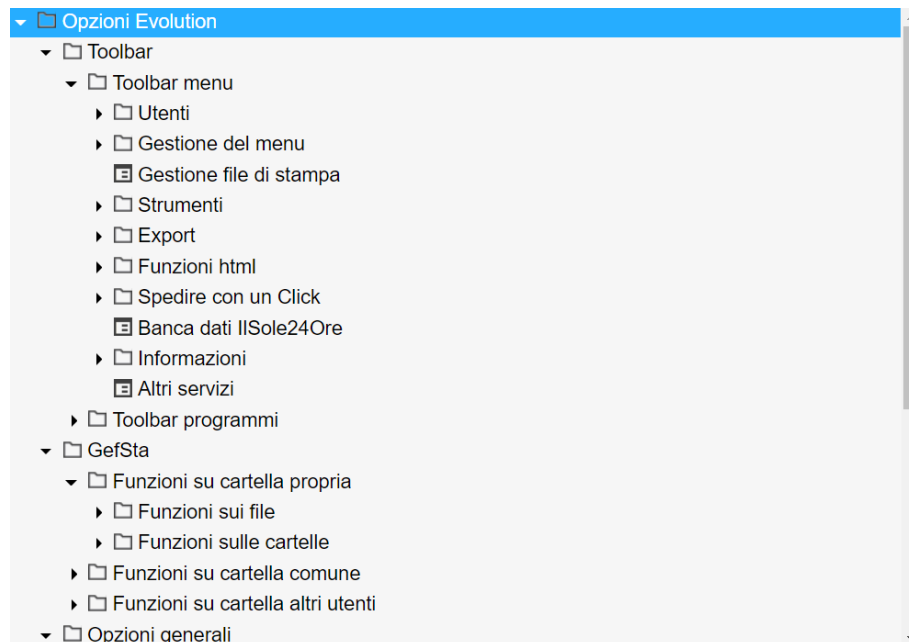 Opzioni Evolution
Toolbar
Toolbar menu
Utenti
Gestione del menu
Gestione file di stampa
Strumenti
Export
Funzioni html
Spedire con un Click
Banca dati IlSole24Ore
Informazioni
Altri servizi
Toolbar programmi
GefSta
Funzioni su cartella propria
Funzioni sui file
Funzioni sulle cartelle
Funzioni su cartella comune
Funzioni su cartella altri utenti
Opzioni generali